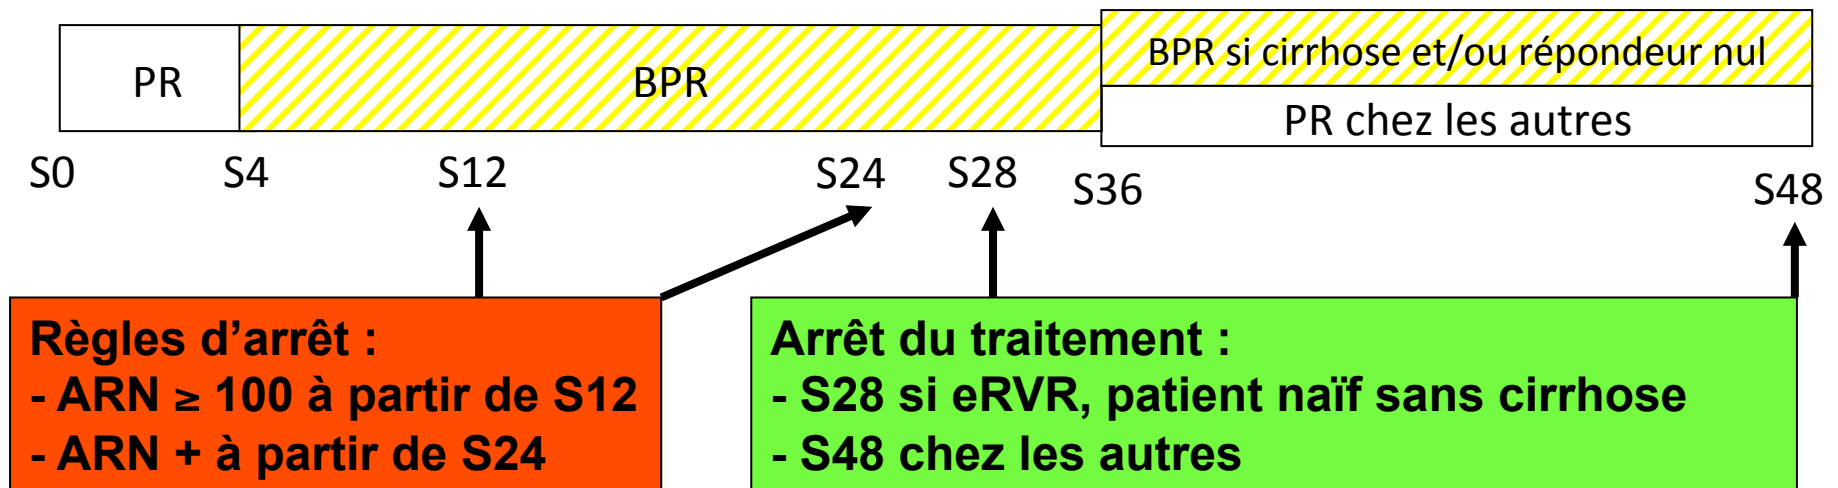 PR
BPR
BPR si cirrhose et/ou répondeur nul
PR chez les autres
S0
S4
S12
S24
S28
S36
S48
Règles d’arrêt :
- ARN ≥ 100 à partir de S12
- ARN + à partir de S24
Arrêt du traitement :
- S28 si eRVR, patient naïf sans cirrhose
- S48 chez les autres